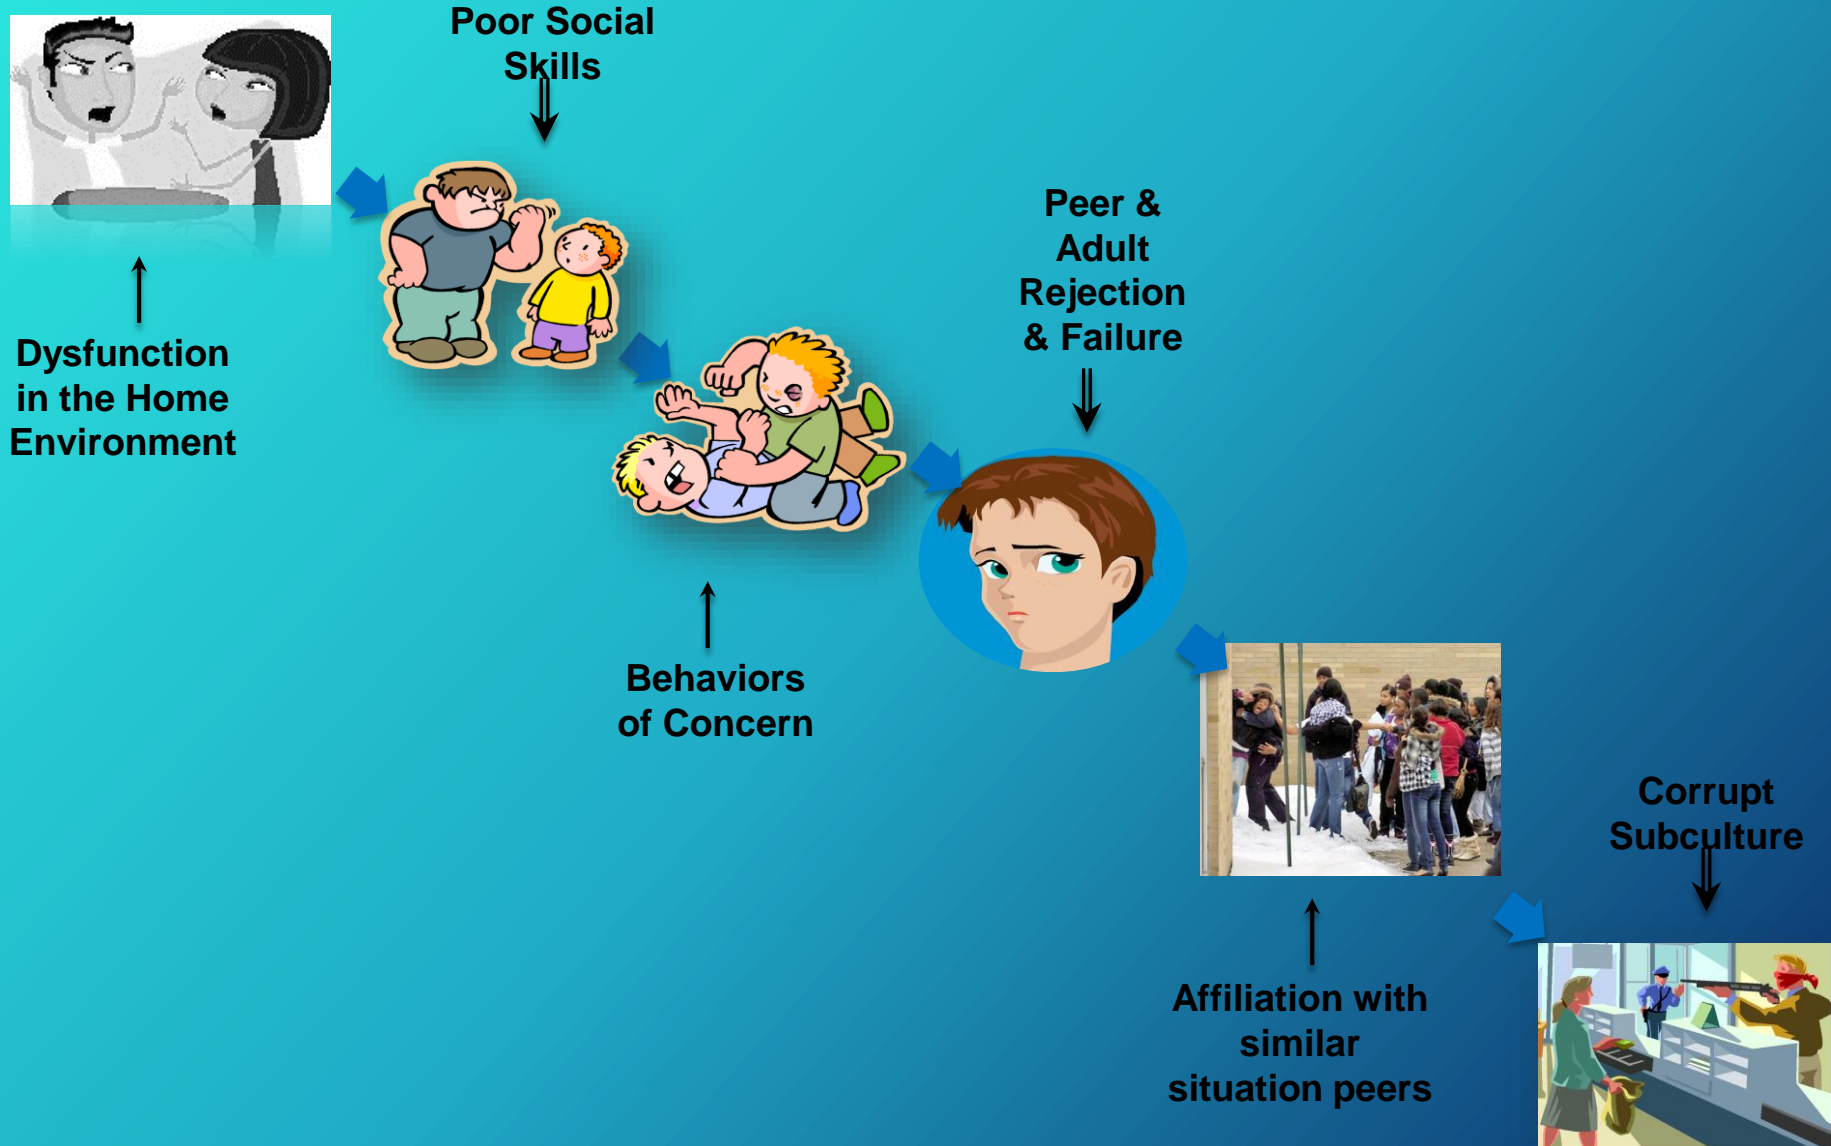 Poor Social
Skills
Dysfunction
in the Home
Environment
Peer &
Adult
Rejection
& Failure
Behaviors
of Concern
Affiliation with
similar
situation peers
Corrupt
Subculture